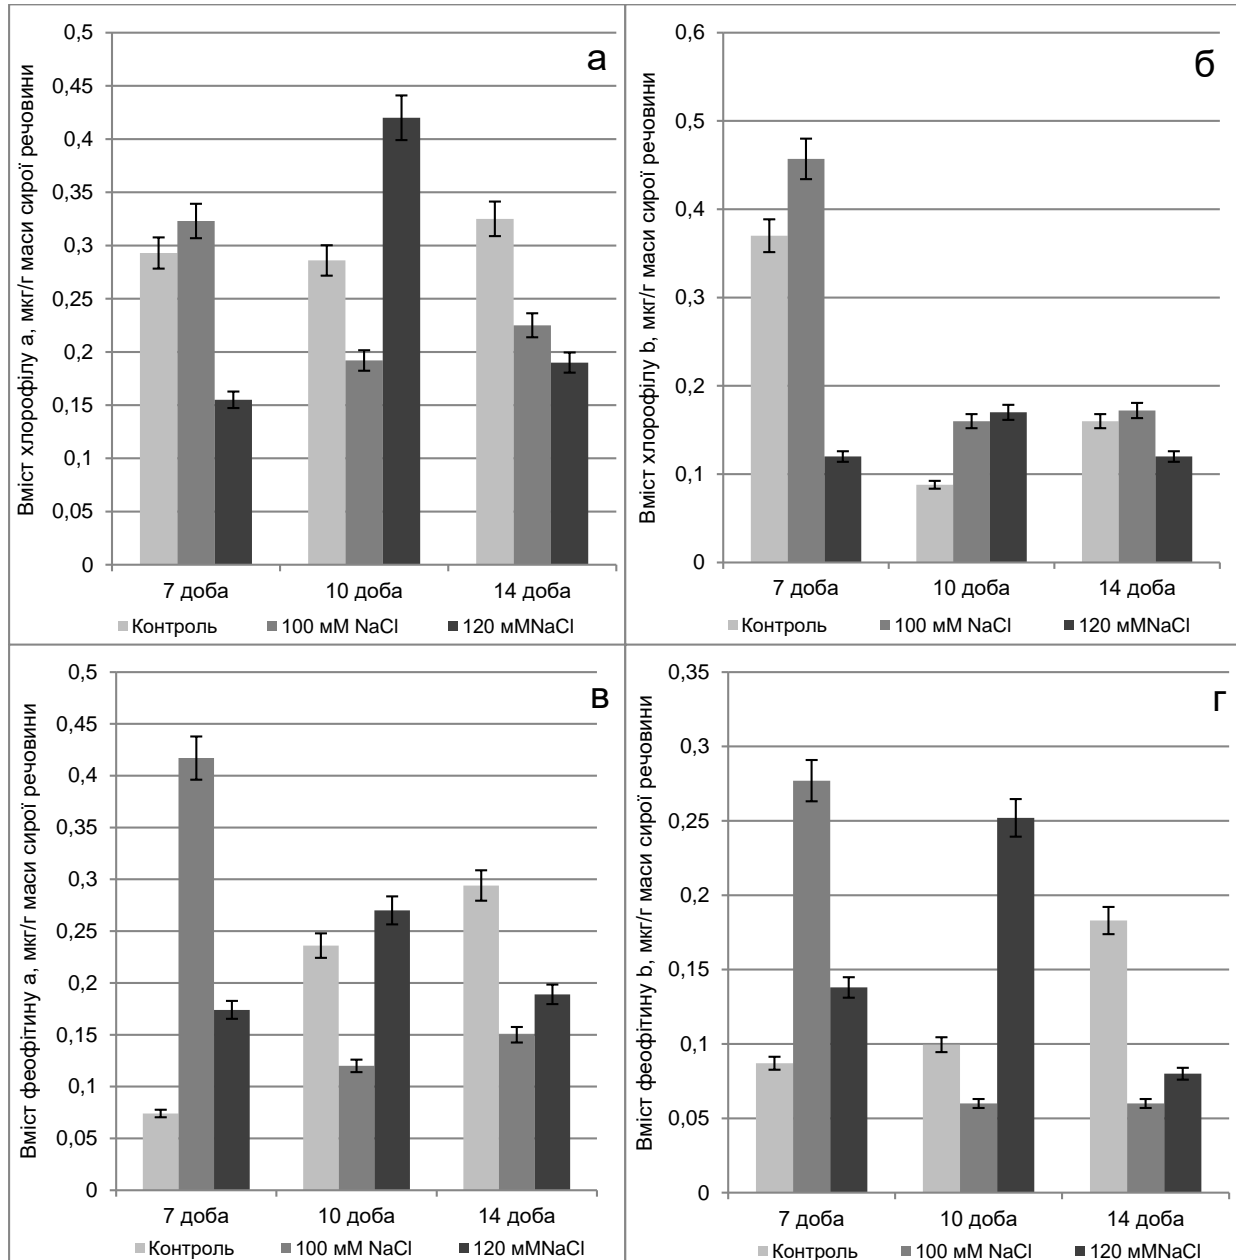 а
Вміст хлорофілу а, мкг/г маси сирої речовини
0,5
0,45
0,4
0,35
0,3
0,25
0,2
0,15
0,1
0,05
0
7 доба 10 доба 14 доба
Контроль 100 мМ NaCl 120 мМNaCl
б
Вміст хлорофілу b, мкг/г маси сирої речовини
0,6
0,5
0,4
0,3
0,2
0,1
0
7 доба 10 доба 14 доба
Контроль 100 мМ NaCl 120 мМNaCl
в
Вміст феофітину а, мкг/г маси сирої речовини
0,5
0,45
0,4
0,35
0,3
0,25
0,2
0,15
0,1
0,05
0
7 доба 10 доба 14 доба
Контроль 100 мМ NaCl 120 мМNaCl
г
Вміст феофітину b, мкг/г маси сирої речовини
0,35
0,3
0,25
0,2
0,15
0,1
0,05
0
7 доба 10 доба 14 доба
Контроль 100 мМ NaCl 120 мМNaCl